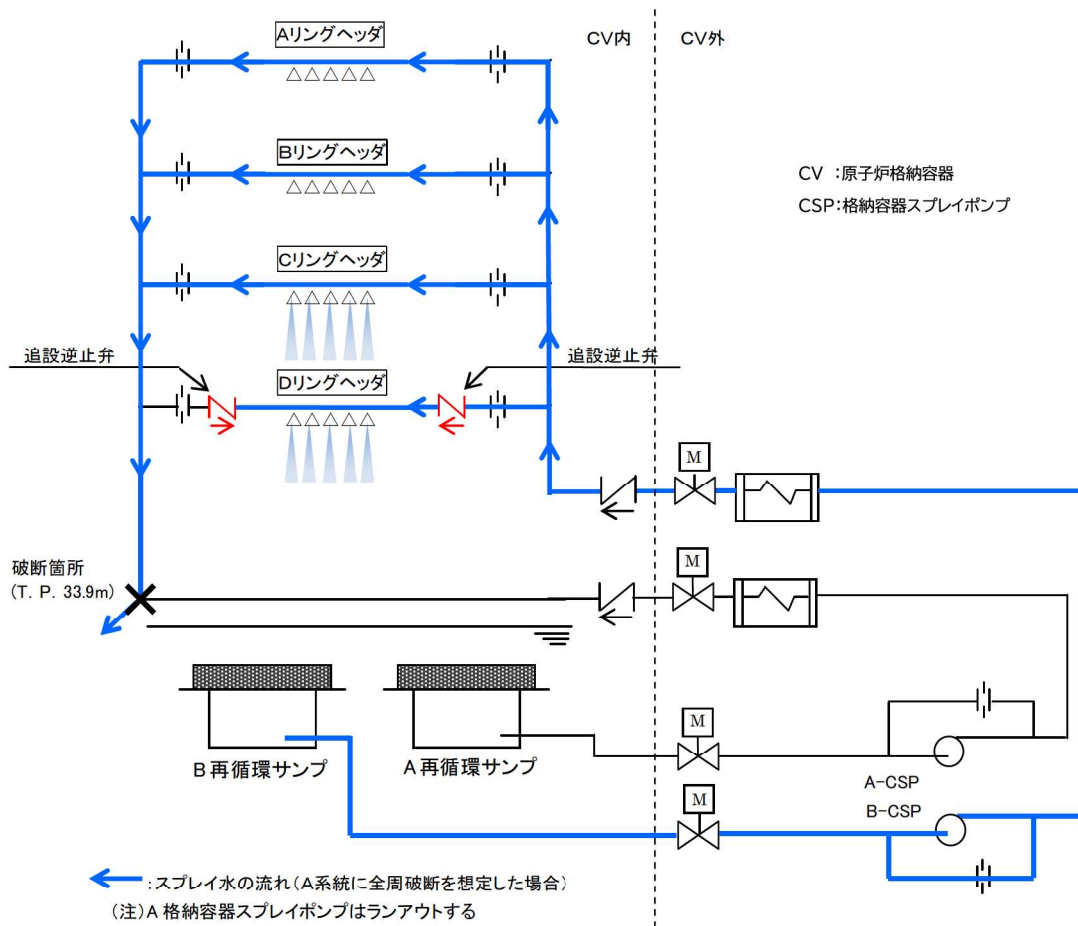 Aリングヘッダ
CV内
CV外
Bリングヘッダ
CV :原子炉格納容器
CSP:格納容器スプレイポンプ
Cリングヘッダ
追設逆止弁
追設逆止弁
Dリングヘッダ
M
破断箇所
(T. P. 33.9m)
M
M
B再循環サンプ
A再循環サンプ
A-CSP
B-CSP
M
:スプレイ水の流れ(A系統に全周破断を想定した場合)
(注)A格納容器スプレイポンプはランアウトする